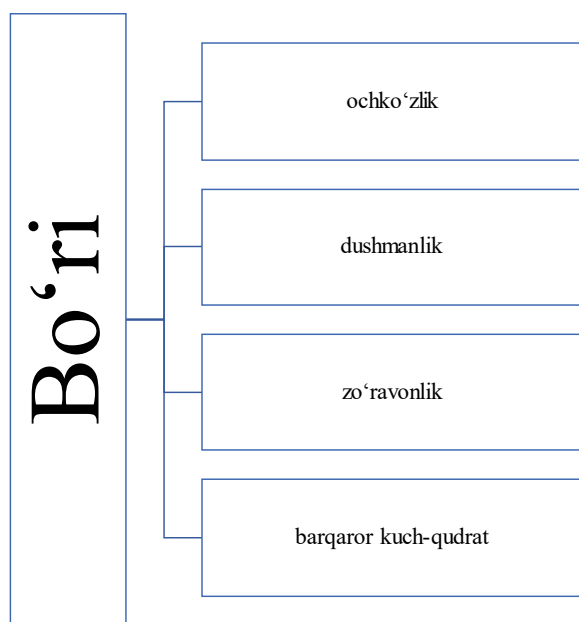 Bo‘ri
ochko‘zlik
dushmanlik
zo‘ravonlik
barqaror kuch-qudrat